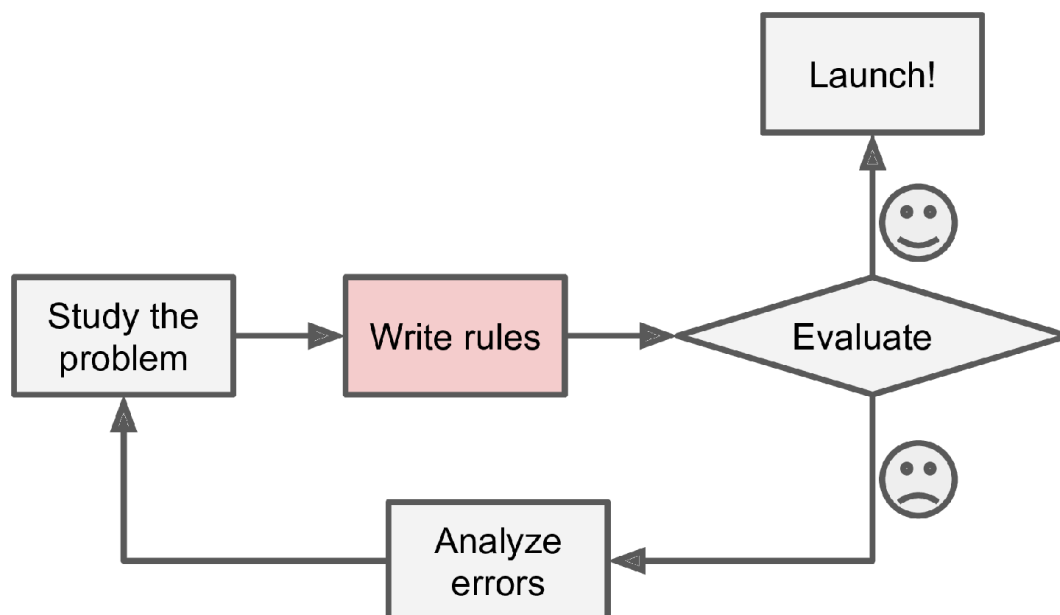 Launch!
Study the
problem
Write rules
Evaluate
Analyze
errors